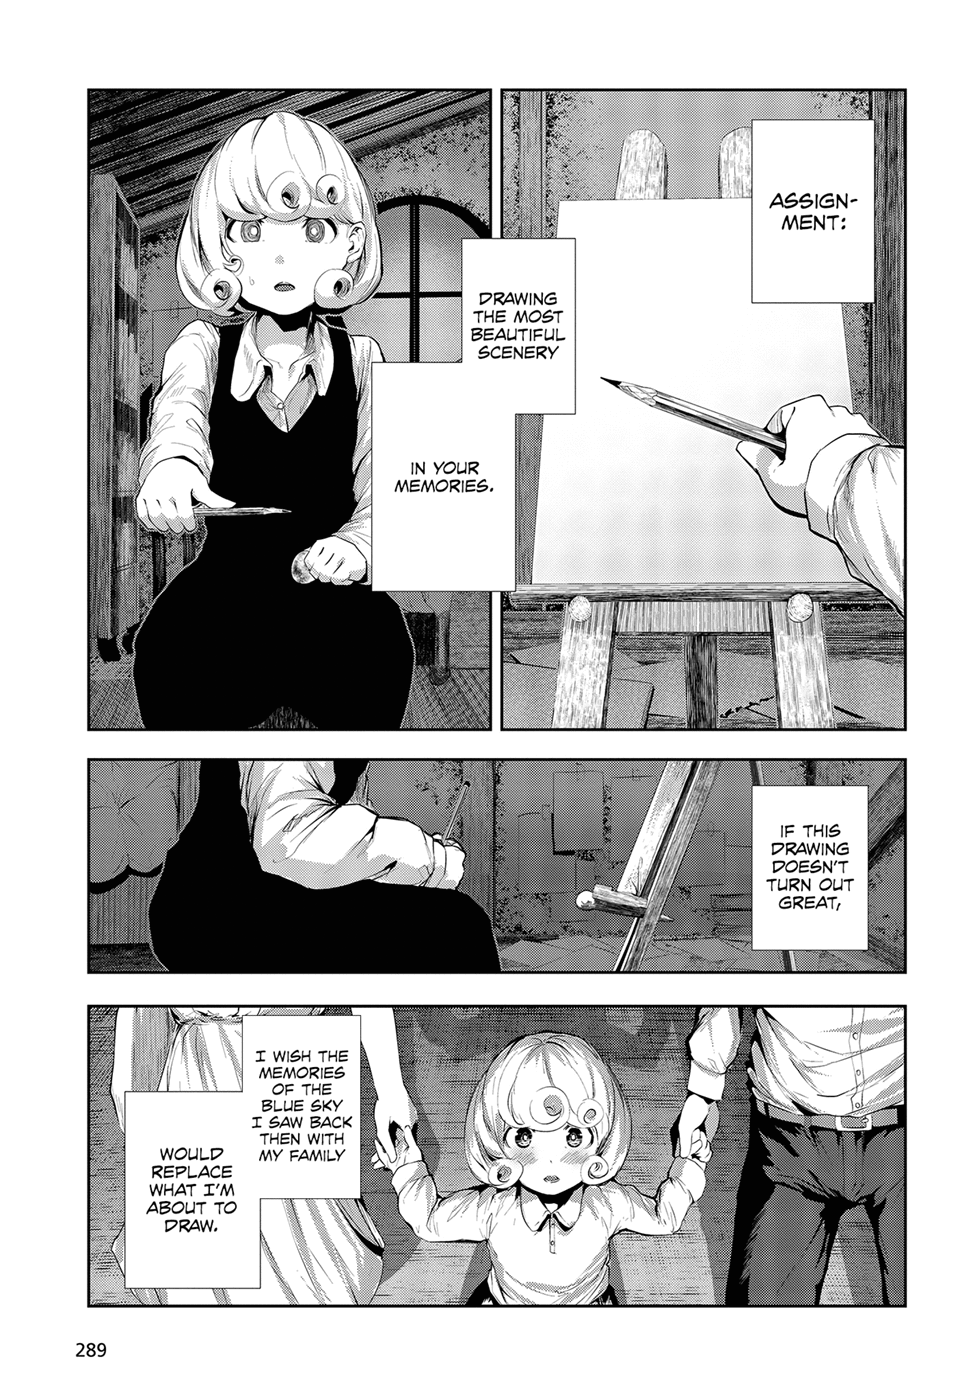 ASSIGN-
MENT:
DRAWING
THE MOST
BEAUTIFUL
SCENERY
IN YOUR
MEMORIES.
IF THIS
DRAWING
DOESN'T
TURN OUT
GREAT,
I WISH THE
MEMORIES
OF THE
BLUE SKY
I SAW BACK
THEN WITH
MY FAMILY
WOULD
REPLACE
WHAT I'M
ABOUT TO
DRAW.
289